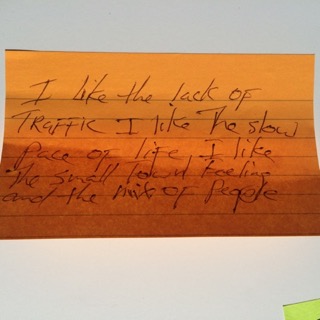 I like the lack of
TRAFFIC I like The slow
pace of life, I like
The small Town Feeling
and the mix of People